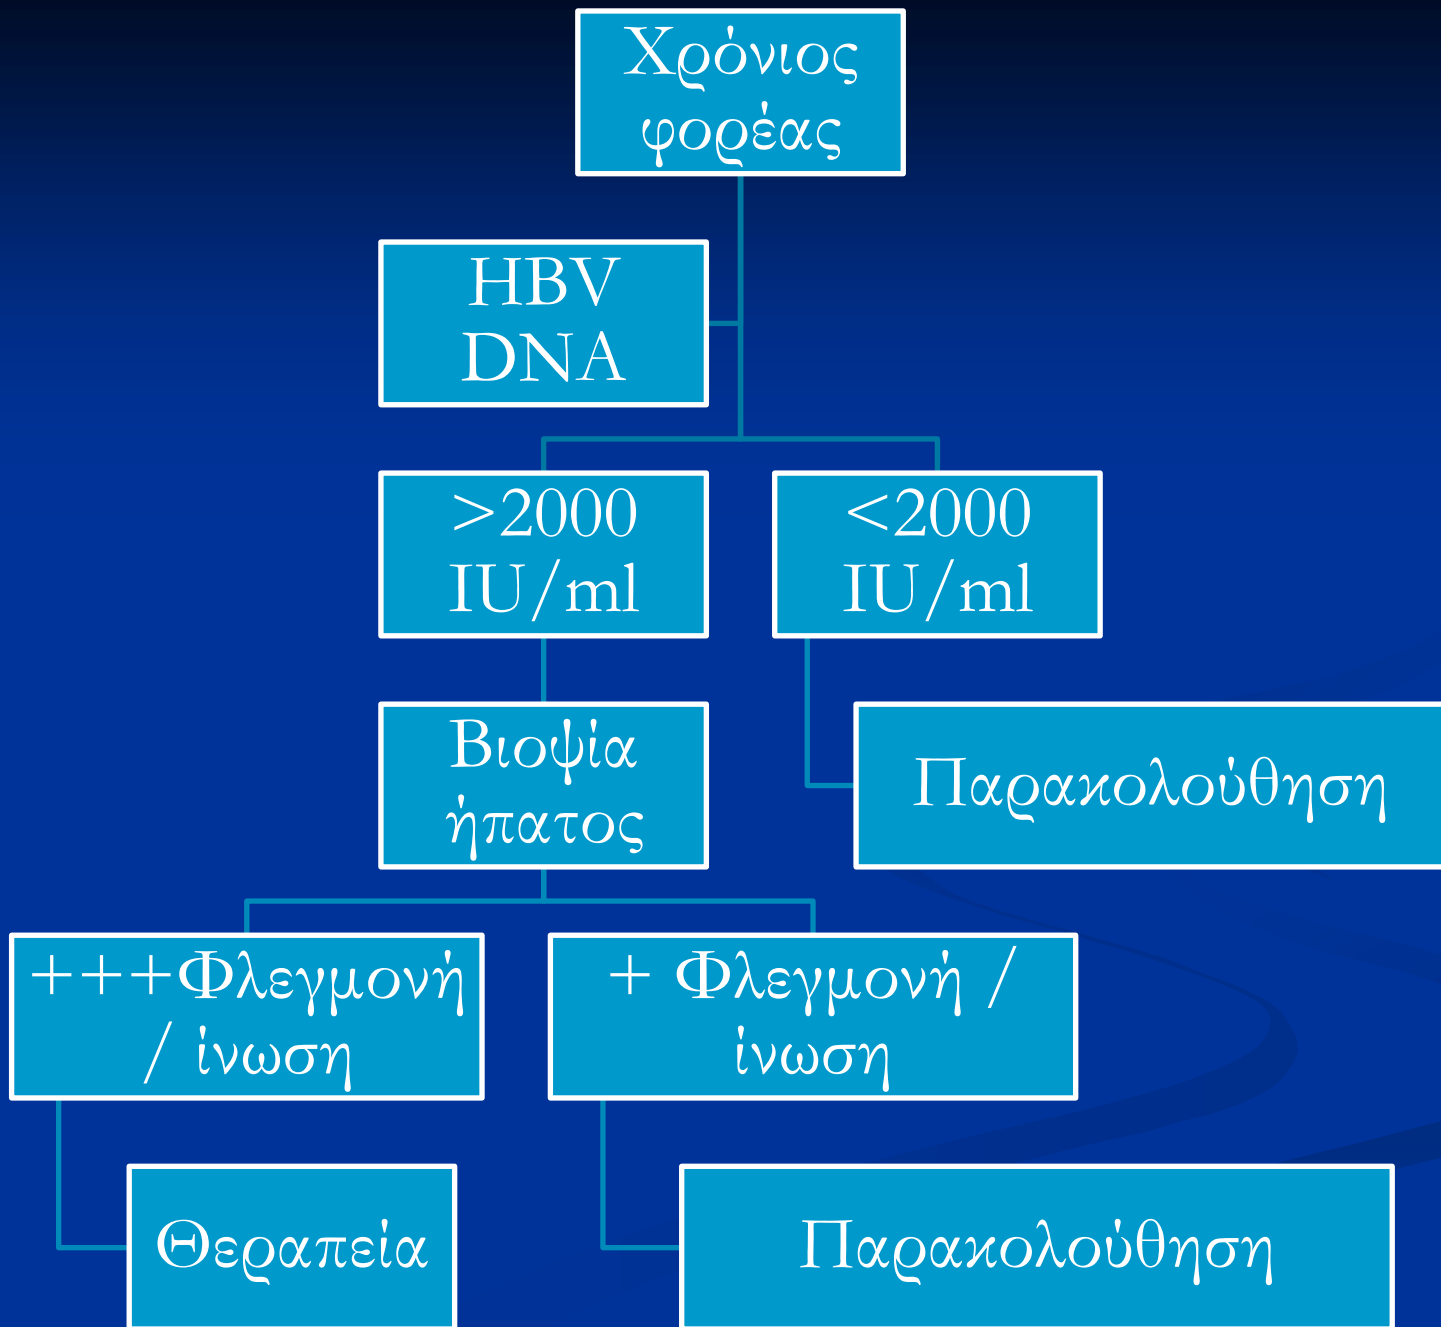 Χρόνιος
φορέας
HBV
DNA
>2000
IU/ml
<2000
IU/ml
Βιοψία
ήπατος
Παρακολούθηση
+++Φλεγμονή
/ ίνωση
+ Φλεγμονή /
ίνωση
Θεραπεία
Παρακολούθηση